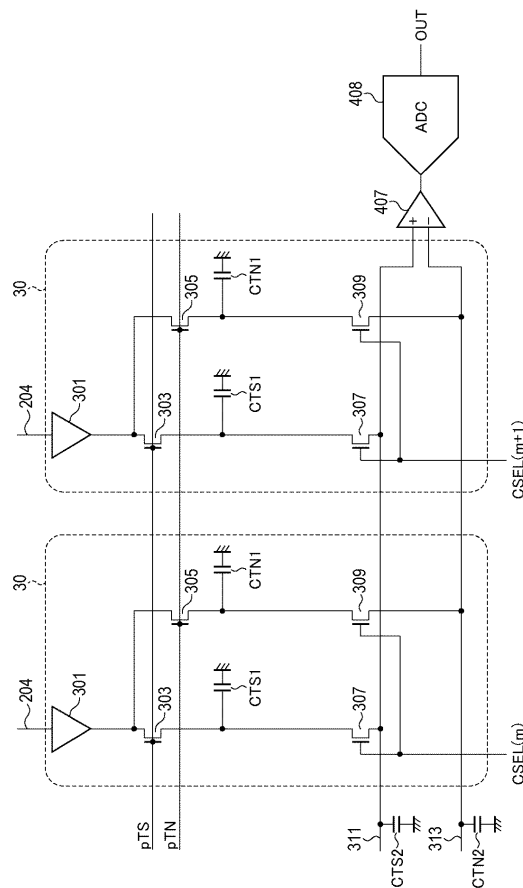 204
30
301
303
305
CTS1
CTN1
307
309
CSEL(m)
204
30
301
303
305
CTS1
CTN1
307
309
CSEL(m+1)
pTS
pTN
311
CTS2
313
CTN2
407
+
−
408
ADC
OUT